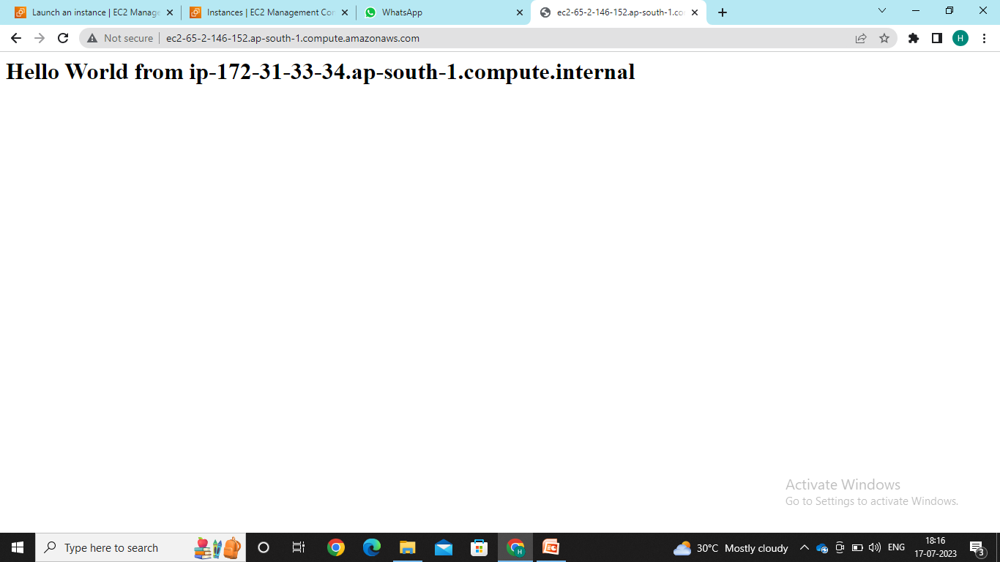 Launch an instance | EC2 Manage
Instances | EC2 Management Cor
WhatsApp
ec2-65-2-146-152.ap-south-1.co
Not secure
ec2-65-2-146-152.ap-south-1.compute.amazonaws.com
H
Hello World from ip-172-31-33-34.ap-south-1.compute.internal
Activate Windows
Go to Settings to activate Windows.
Type here to search
H
30°C Mostly cloudy
ENG
18:16
17-07-2023
3